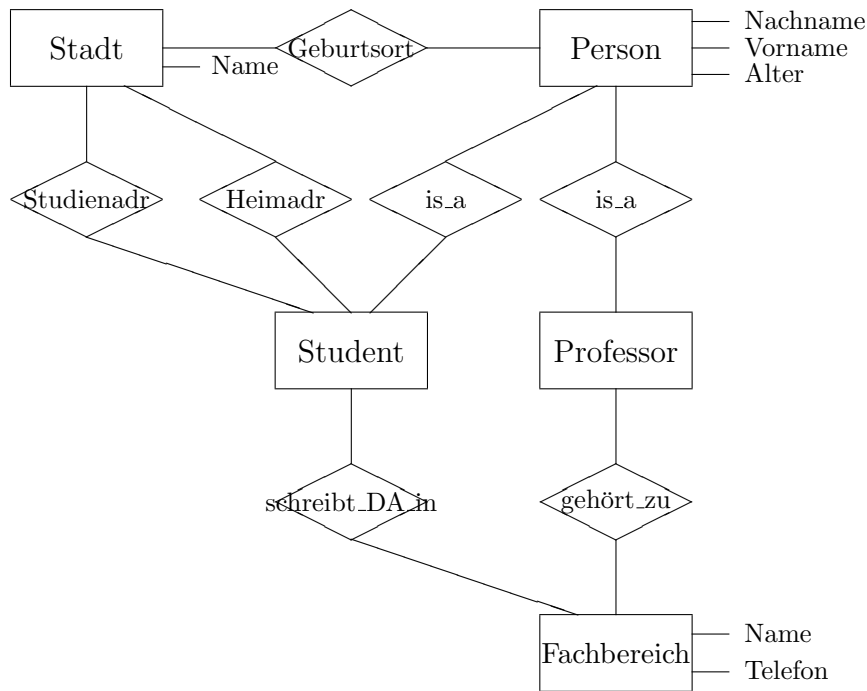 Stadt
Geburtsort
Person
Nachname
Vorname
Alter
Name
Studienadr
Heimadr
is_a
is_a
Student
Professor
schreibt_DA_in
gehört_zu
Fachbereich
Name
Telefon